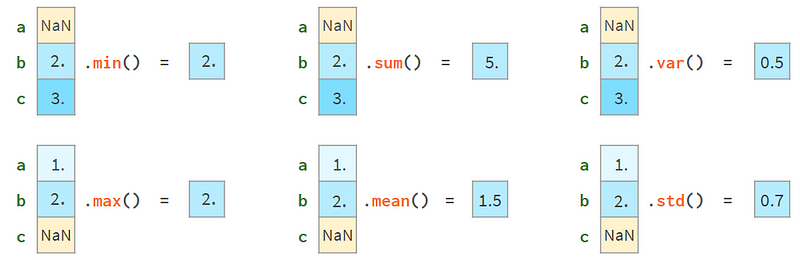 a NaN a NaN a NaN
b 2. .min() = 2. b 2. .sum() = 5. b 2. .var() = 0.5
c 3. c 3. c 3.
a 1. a 1. a 1.
b 2. .max() = 2. b 2. .mean() = 1.5 b 2. .std() = 0.7
c NaN c NaN c NaN